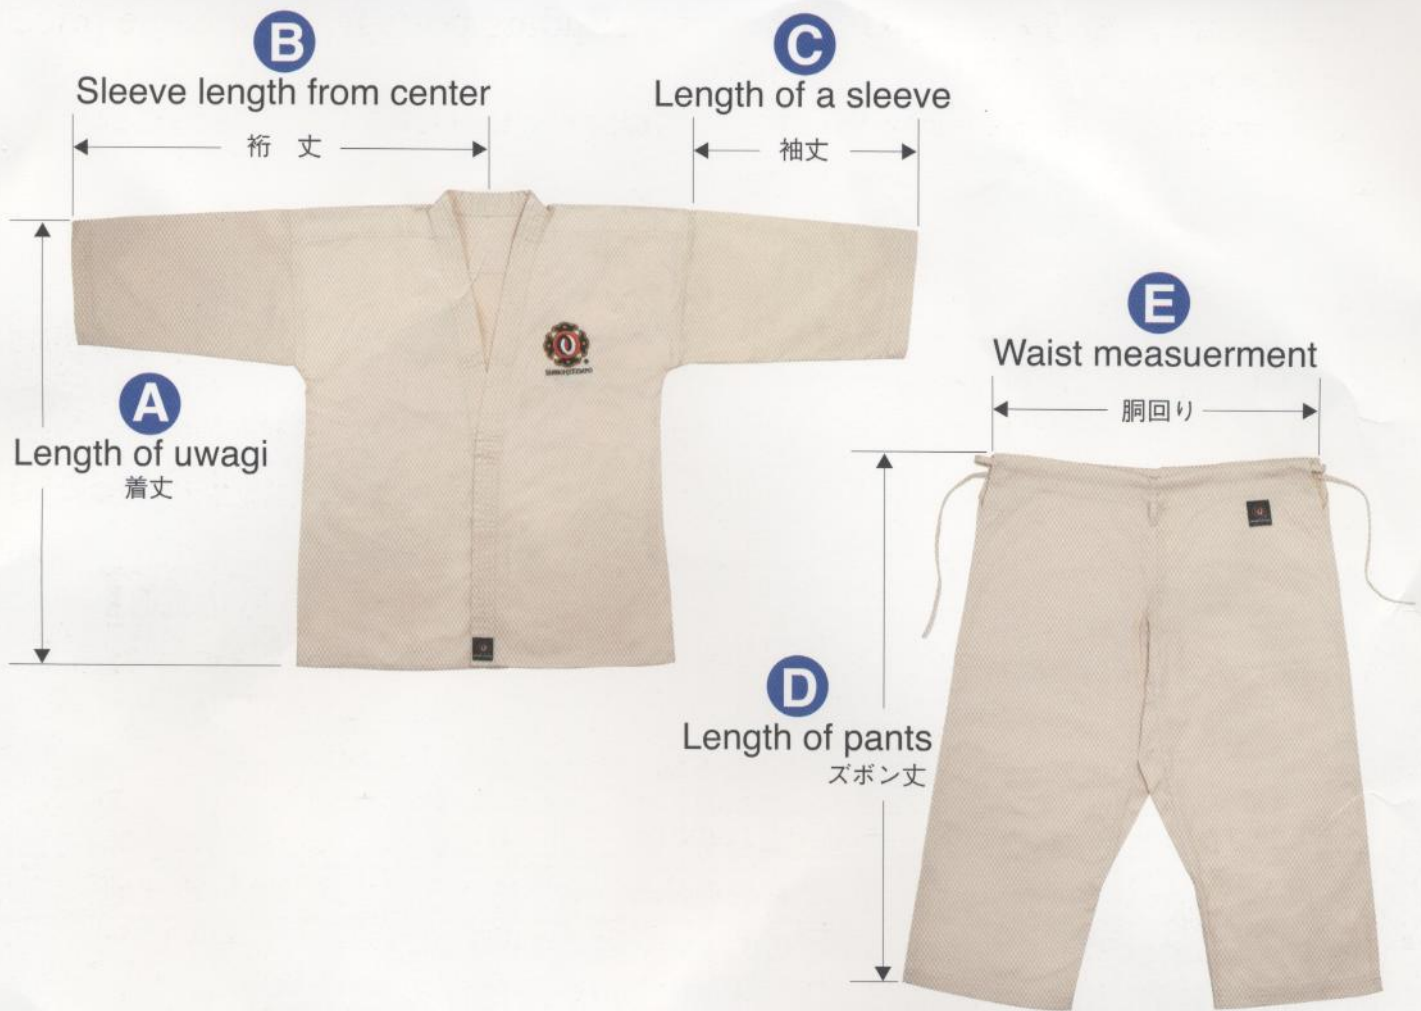 B
Sleeve length from center
裄 丈
C
Length of a sleeve
袖丈
A
Length of uwagi
着丈
E
Waist measuerment
胴回り
D
Length of pants
ズボン丈